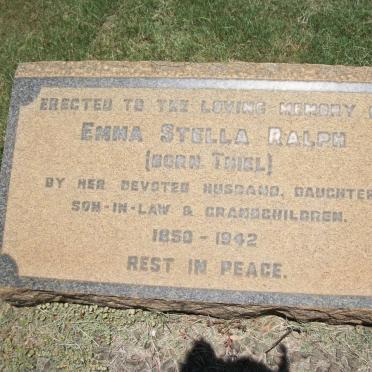 ERECTED TO THE LOVING MEMORY
EMMA STELLA RALPH
(BORN THIEL)
BY HER DEVOTED HUSBAND, DAUGHTER
SON-IN-LAW & GRANDCHILDREN.
1850 - 1942
REST IN PEACE.